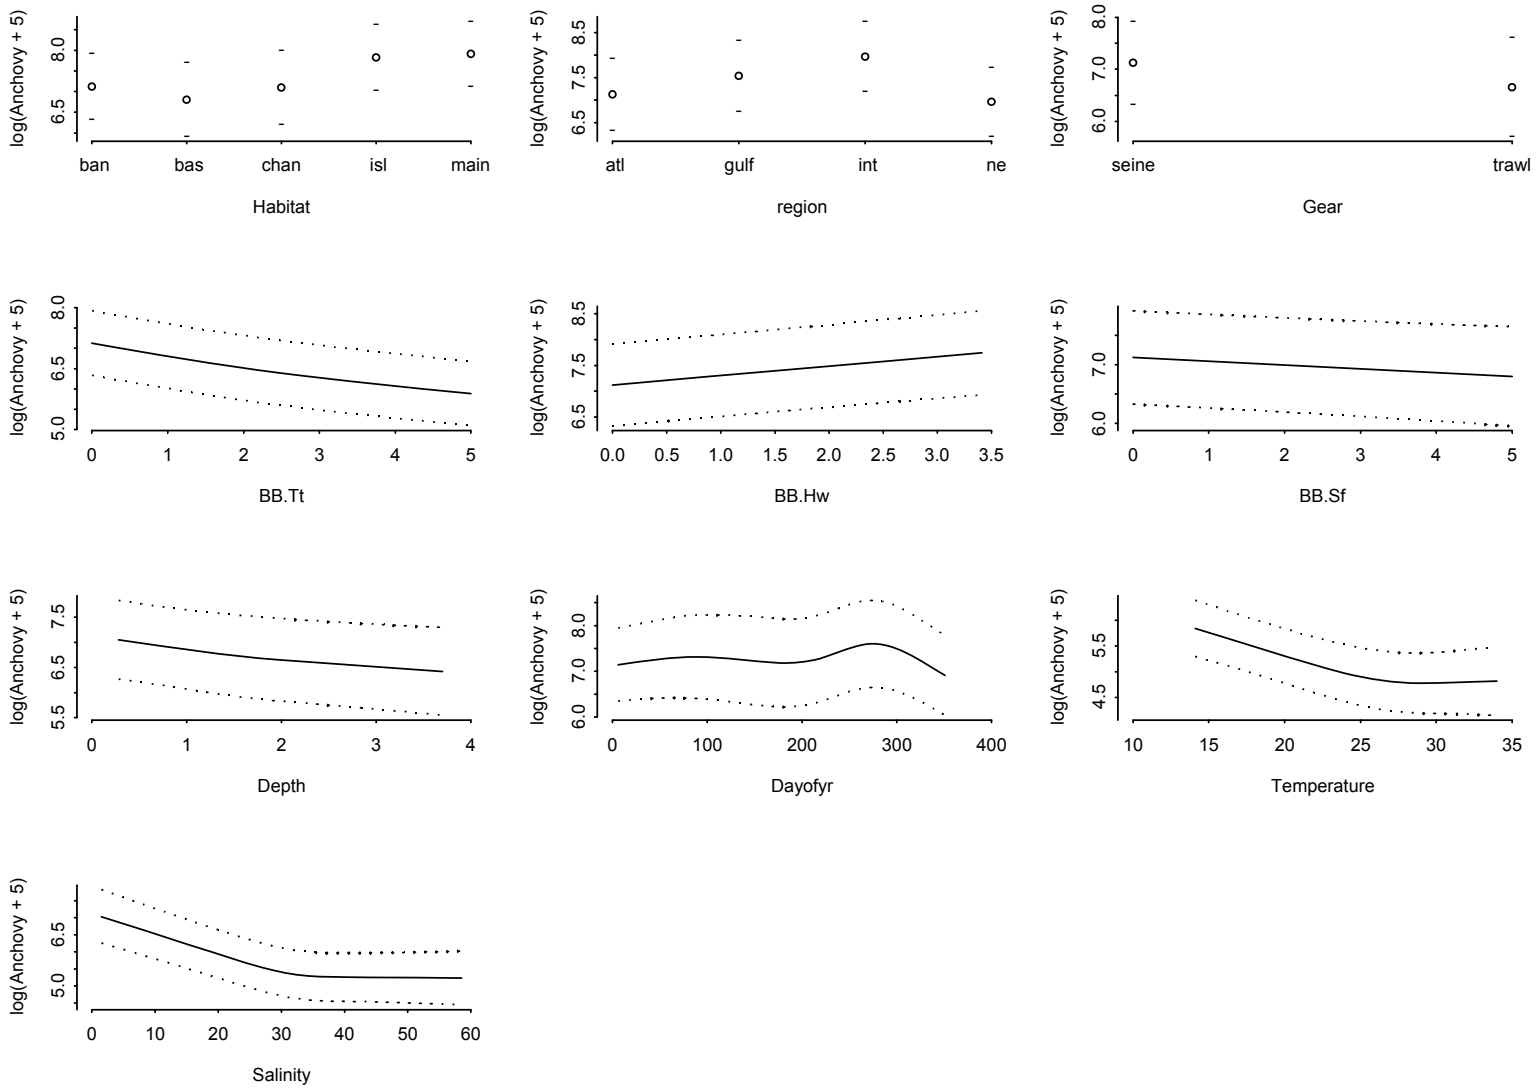 log(Anchovy + 5)
6.5 8.0
ban bas chan isl main
Habitat
log(Anchovy + 5)
6.5 7.5 8.5
atl gulf int ne
region
log(Anchovy + 5)
6.0 7.0 8.0
seine trawl
Gear
log(Anchovy + 5)
5.0 6.5 8.0
0 1 2 3 4 5
BB.Tt
log(Anchovy + 5)
6.5 7.5 8.5
0.0 0.5 1.0 1.5 2.0 2.5 3.0 3.5
BB.Hw
log(Anchovy + 5)
6.0 7.0
0 1 2 3 4 5
BB.Sf
log(Anchovy + 5)
5.5 6.5 7.5
0 1 2 3 4
Depth
log(Anchovy + 5)
6.0 7.0 8.0
0 100 200 300 400
Dayofyr
log(Anchovy + 5)
4.5 5.5
10 15 20 25 30 35
Temperature
log(Anchovy + 5)
5.0 6.5
0 10 20 30 40 50 60
Salinity